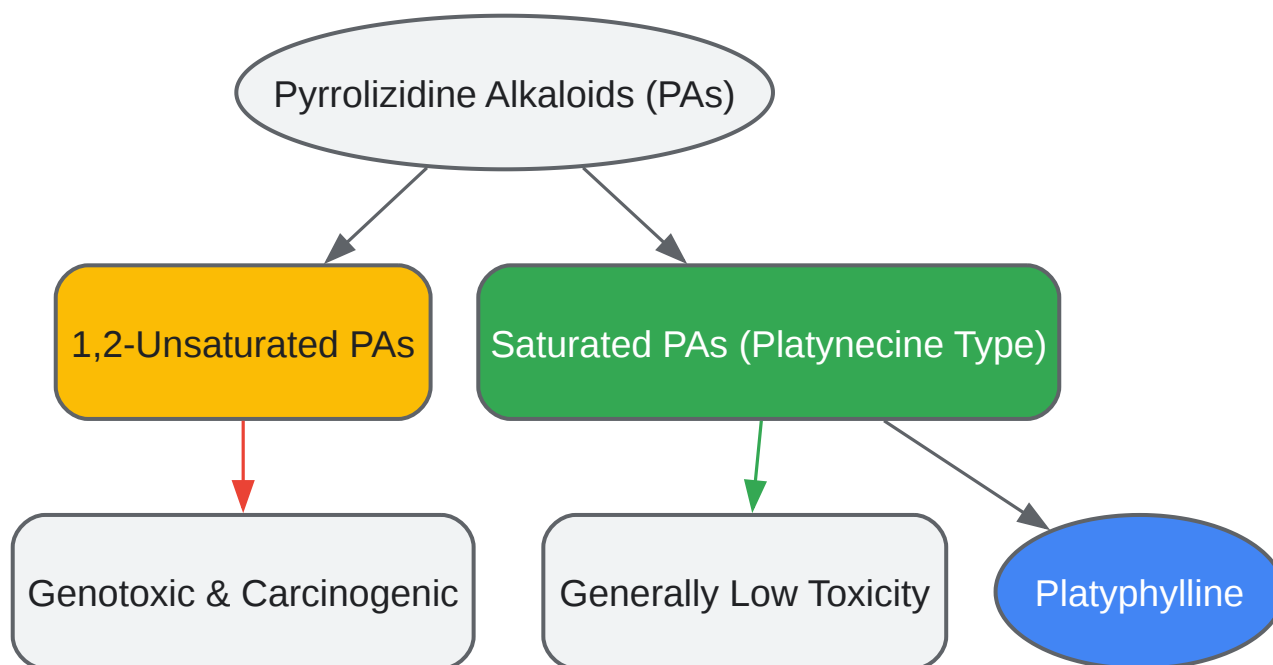 Pyrrolizidine Alkaloids (PAs)
1,2-Unsaturated PAs
Saturated PAs (Platynecine Type)
Genotoxic & Carcinogenic
Generally Low Toxicity
Platyphylline